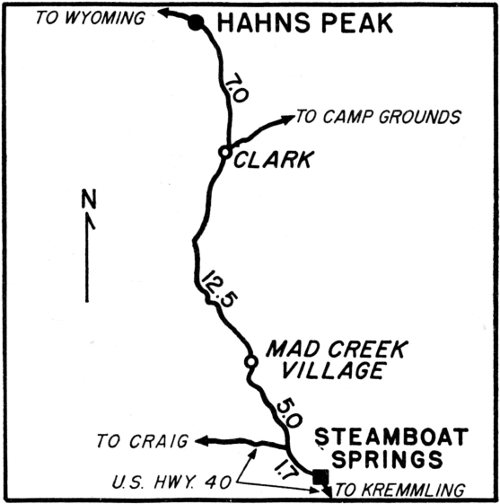 TO WYOMING
HAHNS PEAK
7.0
TO CAMP GROUNDS
CLARK
N
12.5
MAD CREEK
VILLAGE
5.0
STEAMBOAT
SPRINGS
TO CRAIG
1.7
U.S. HWY. 40
TO KREMMLING